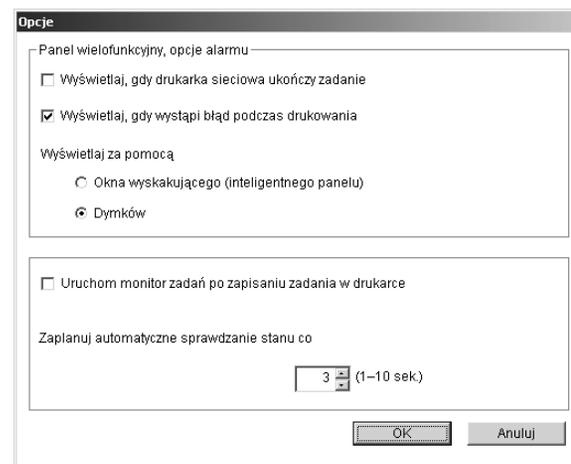 Opcje
Panel wielofunkcyjny, opcje alarmu
Wyświetlaj, gdy drukarka sieciowa ukończy zadanie
Wyświetlaj, gdy wystąpi błąd podczas drukowania
Wyświetlaj za pomocą
Okna wyskakującego (inteligentnego panelu)
Dymków
Uruchom monitor zadań po zapisaniu zadania w drukarce
Zaplanuj automatyczne sprawdzanie stanu co
3 (1–10 sek.)
OK Anuluj